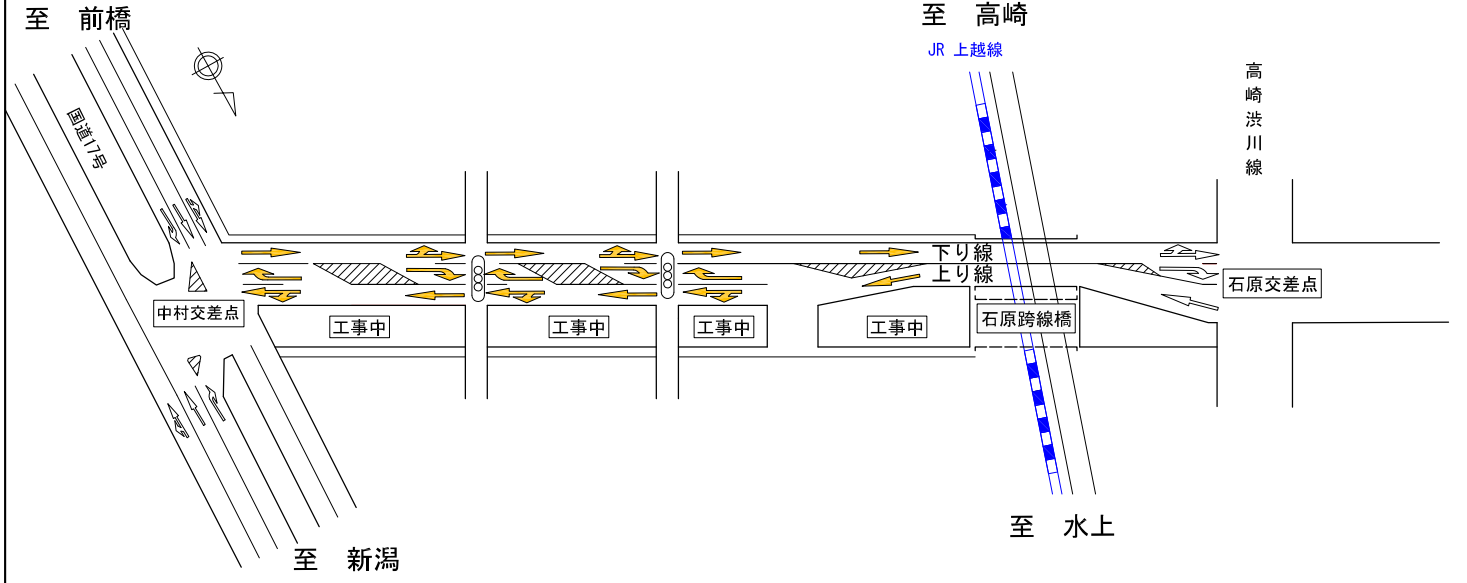 至　前橋
至　高崎
JR 上越線
高崎渋川線
国道17号
下り線
上り線
石原交差点
中村交差点
工事中
工事中
工事中
工事中
石原跨線橋
至　水上
至　新潟